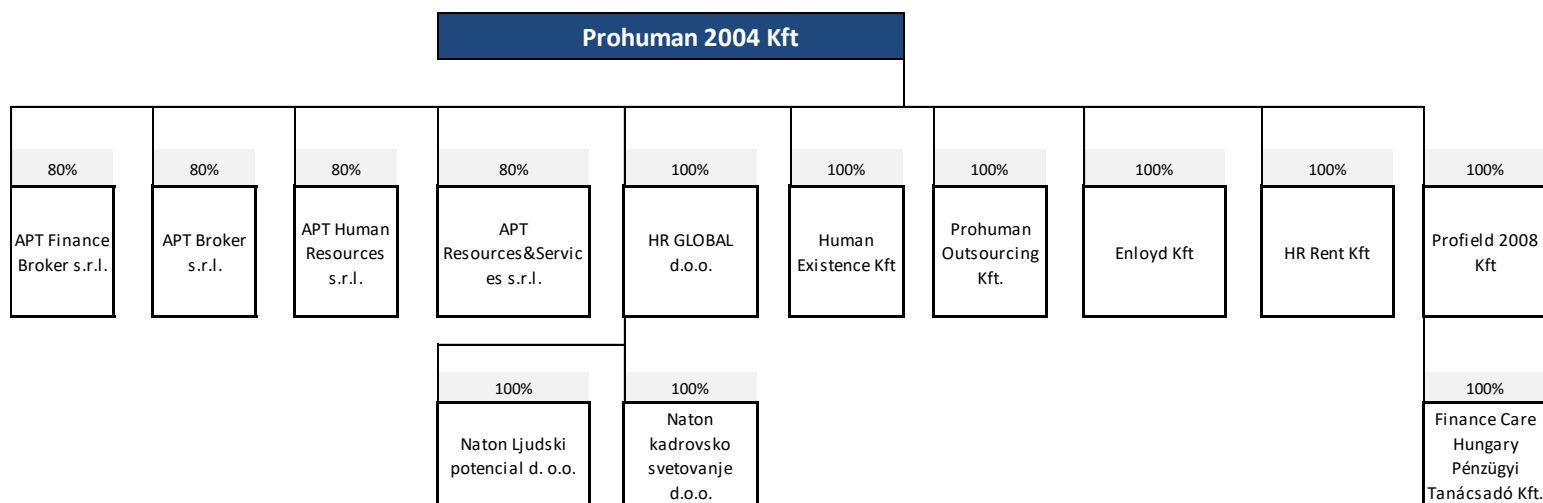 Prohuman 2004 Kft
80%
80%
80%
80%
100%
100%
100%
100%
100%
100%
APT Finance
Broker s.r.l.
APT Broker
s.r.l.
APT Human
Resources
s.r.l.
APT
Resources&Servic
es s.r.l.
HR GLOBAL
d.o.o.
Human
Existence Kft
Prohuman
Outsourcing
Kft.
Enloyd Kft
HR Rent Kft
Profield 2008
Kft
100%
100%
100%
Naton Ljudski
potencial d. o.o.
Naton
kadrovsko
svetovanje
d.o.o.
Finance Care
Hungary
Pénzügyi
Tanácsadó Kft.